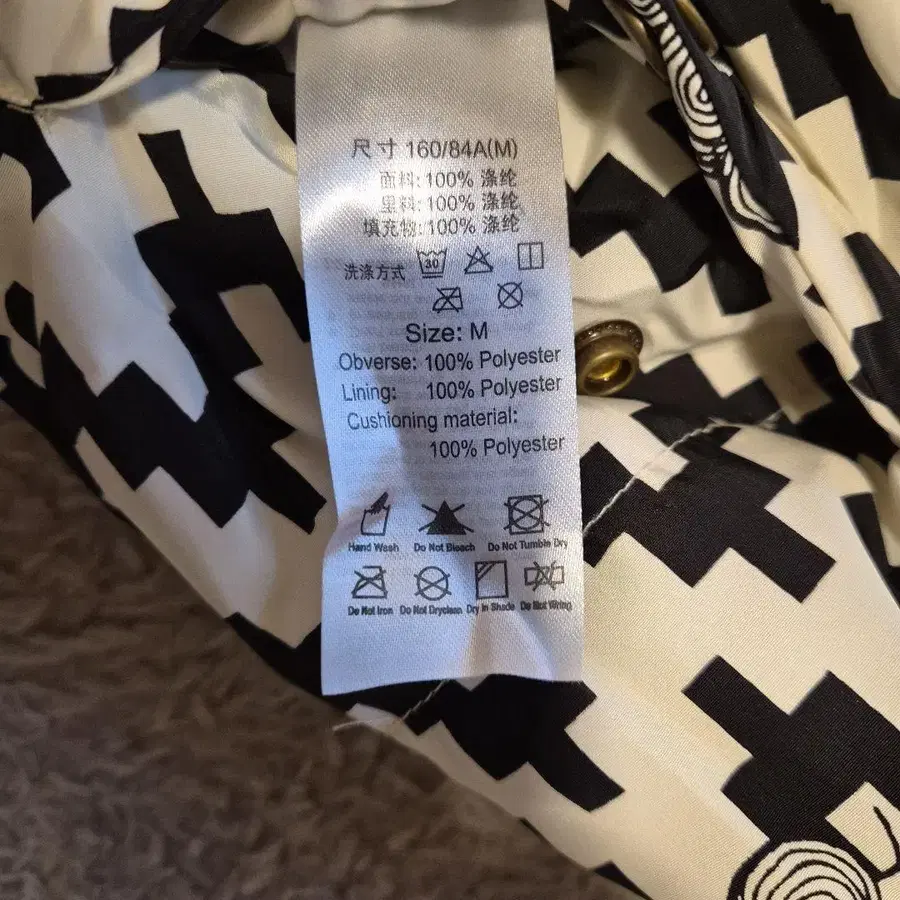 尺寸 160/84A(M)
面料:100% 涤纶
里料:100% 涤纶
填充物:100% 涤纶
洗涤方式 30
Size: M
Obverse: 100% Polyester
Lining: 100% Polyester
Cushioning material:
100% Polyester
Hand Wash Do Not Bleach Do Not Tumble Dry
Do Not Iron Do Not Dryclean Dry in Shade Do Not Wring